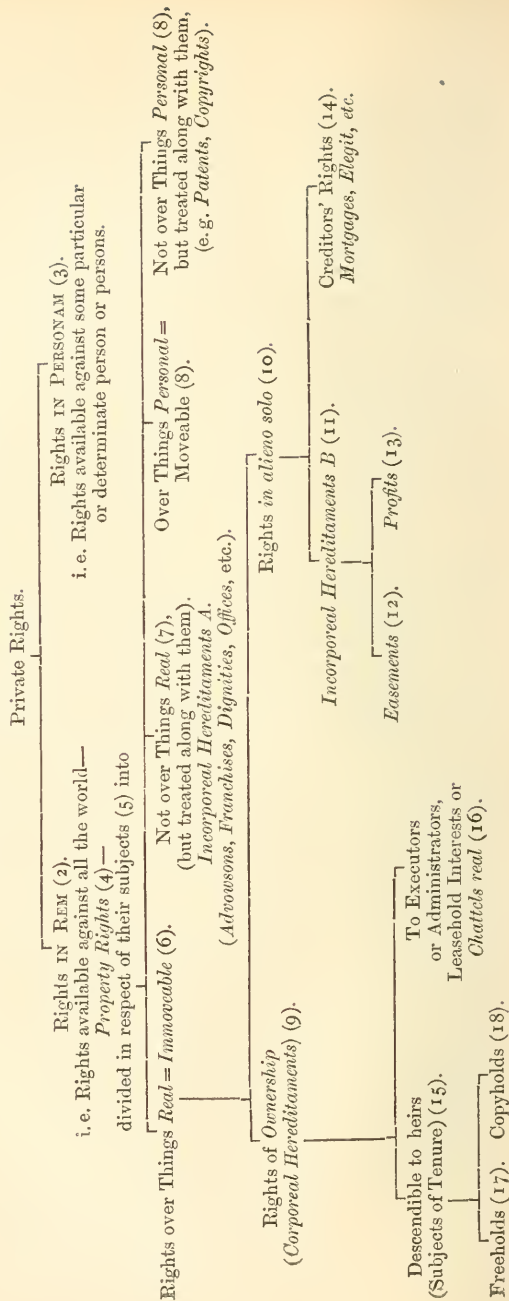 Private Rights.
Rights in Rem (2).
i.e. Rights available against all the world—
Property Rights (4)—
divided in respect of their subjects (5) into
Rights in Personam (3).
i.e. Rights available against some particular
or determinate person or persons.
Rights over Things Real = Immoveable (6).
Not over Things Real (7),
(but treated along with them).
Incorporeal Hereditaments A.
(Advowsons, Franchises, Dignities, Offices, etc.).
Over Things Personal =
Moveable (8).
Not over Things Personal (8),
but treated along with them,
(e.g. Patents, Copyrights).
Rights of Ownership
(Corporeal Hereditaments) (9).
Rights in alieno solo (10).
Incorporeal Hereditaments B (11).
Creditors' Rights (14).
Mortgages, Elegit, etc.
Easements (12). Profits (13).
Descendible to heirs
(Subjects of Tenure) (15).
To Executors
or Administrators,
Leasehold Interests or
Chattels real (16).
Freeholds (17). Copyholds (18).